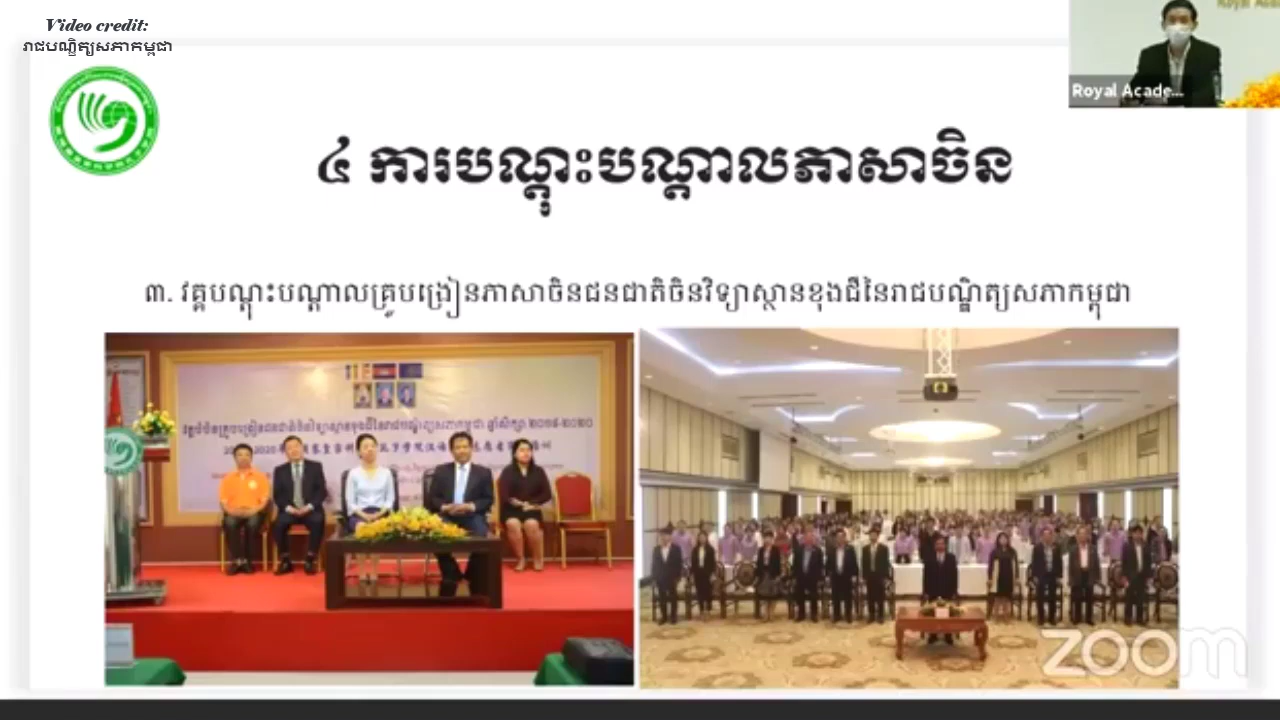 Video credit:
រាជបណ្ឌិត្យសភាកម្ពុជា
Royal Acade...
៤ ការបណ្តុះបណ្តាលភាសាចិន
៣. វគ្គបណ្តុះបណ្តាលគ្រូបង្រៀនភាសាចិនជនជាតិចិនវិទ្យាស្ថានខុងជឺនៃរាជបណ្ឌិត្យសភាកម្ពុជា
zoom